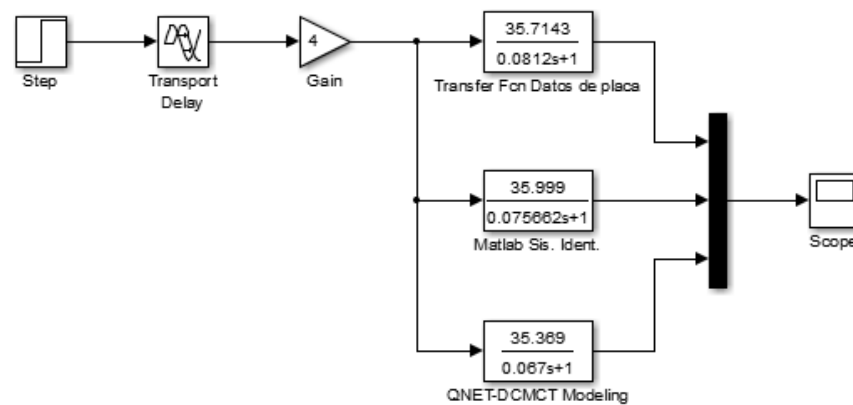 Step
Transport
Delay
4
Gain
35.7143
0.0812s+1
Transfer Fcn Datos de placa
35.999
0.075662s+1
Matlab Sis. Ident.
35.369
0.067s+1
QNET-DCMCT Modeling
Scope